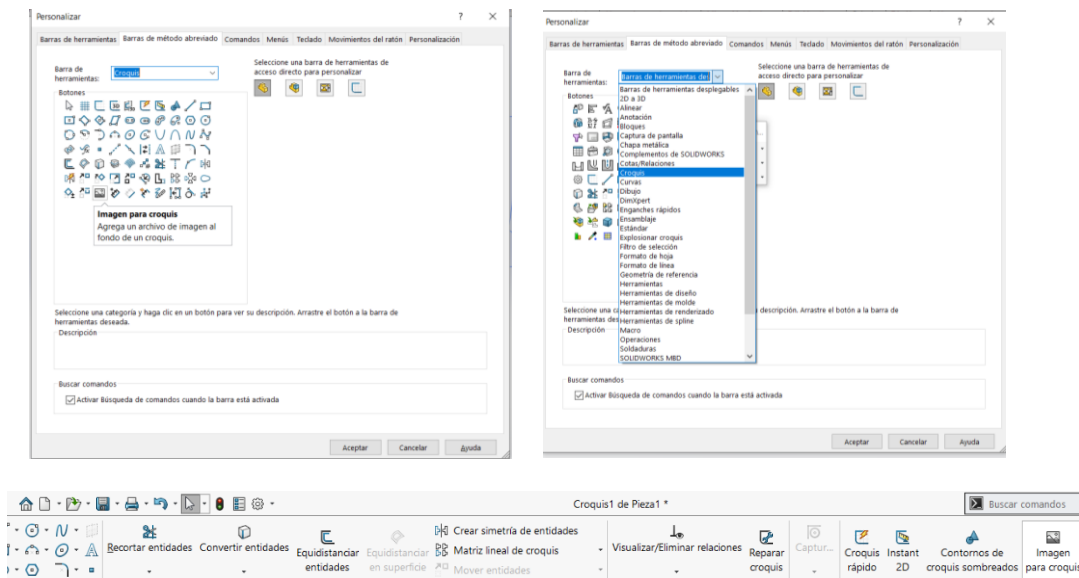 Personalizar
Barras de herramientas Barras de método abreviado Comandos Menús Teclado Movimientos del ratón Personalización
Barra de
herramientas:
Croquis
Seleccione una barra de herramientas de
acceso directo para personalizar
Botones
Imagen para croquis
Agrega un archivo de imagen al
fondo de un croquis.
Seleccione una categoría y haga clic en un botón para ver su descripción. Arrastre el botón a la barra de
herramientas deseada.
Descripción
Buscar comandos
Activar Búsqueda de comandos cuando la barra está activada
Aceptar Cancelar Ayuda
Personalizar
Barras de herramientas Barras de método abreviado Comandos Menús Teclado Movimientos del ratón Personalización
Barra de
herramientas:
Barras de herramientas des
Seleccione una barra de herramientas de
acceso directo para personalizar
Botones
Barras de herramientas desplegables
2D a 3D
Alinear
Anotación
Bloques
Captura de pantalla
Chapa metálica
Complementos de SOLIDWORKS
Cotas/Relaciones
Croquis
Curvas
Dibujo
DimXpert
Enganches rápidos
Ensamblaje
Estándar
Explosionar croquis
Filtro de selección
Formato de hoja
Formato de línea
Geometría de referencia
Herramientas
Herramientas de diseño
Herramientas de molde
Herramientas de renderizado
Herramientas de spline
Macro
Operaciones
Soldaduras
SOLIDWORKS MBD
Seleccione una descripción. Arrastre el botón a la barra de
herramientas
Descripción
Buscar comandos
Activar Búsqueda de comandos cuando la barra está activada
Aceptar Cancelar Ayuda
Croquis1 de Pieza1 *
Buscar comandos
Recortar entidades
Convertir entidades
Equidistanciar
entidades
Equidistanciar
en superficie
Crear simetría de entidades
Matriz lineal de croquis
Mover entidades
Visualizar/Eliminar relaciones
Reparar
croquis
Captur...
Croquis
rápido
Instant
2D
Contornos de
croquis sombreados
Imagen
para croquis